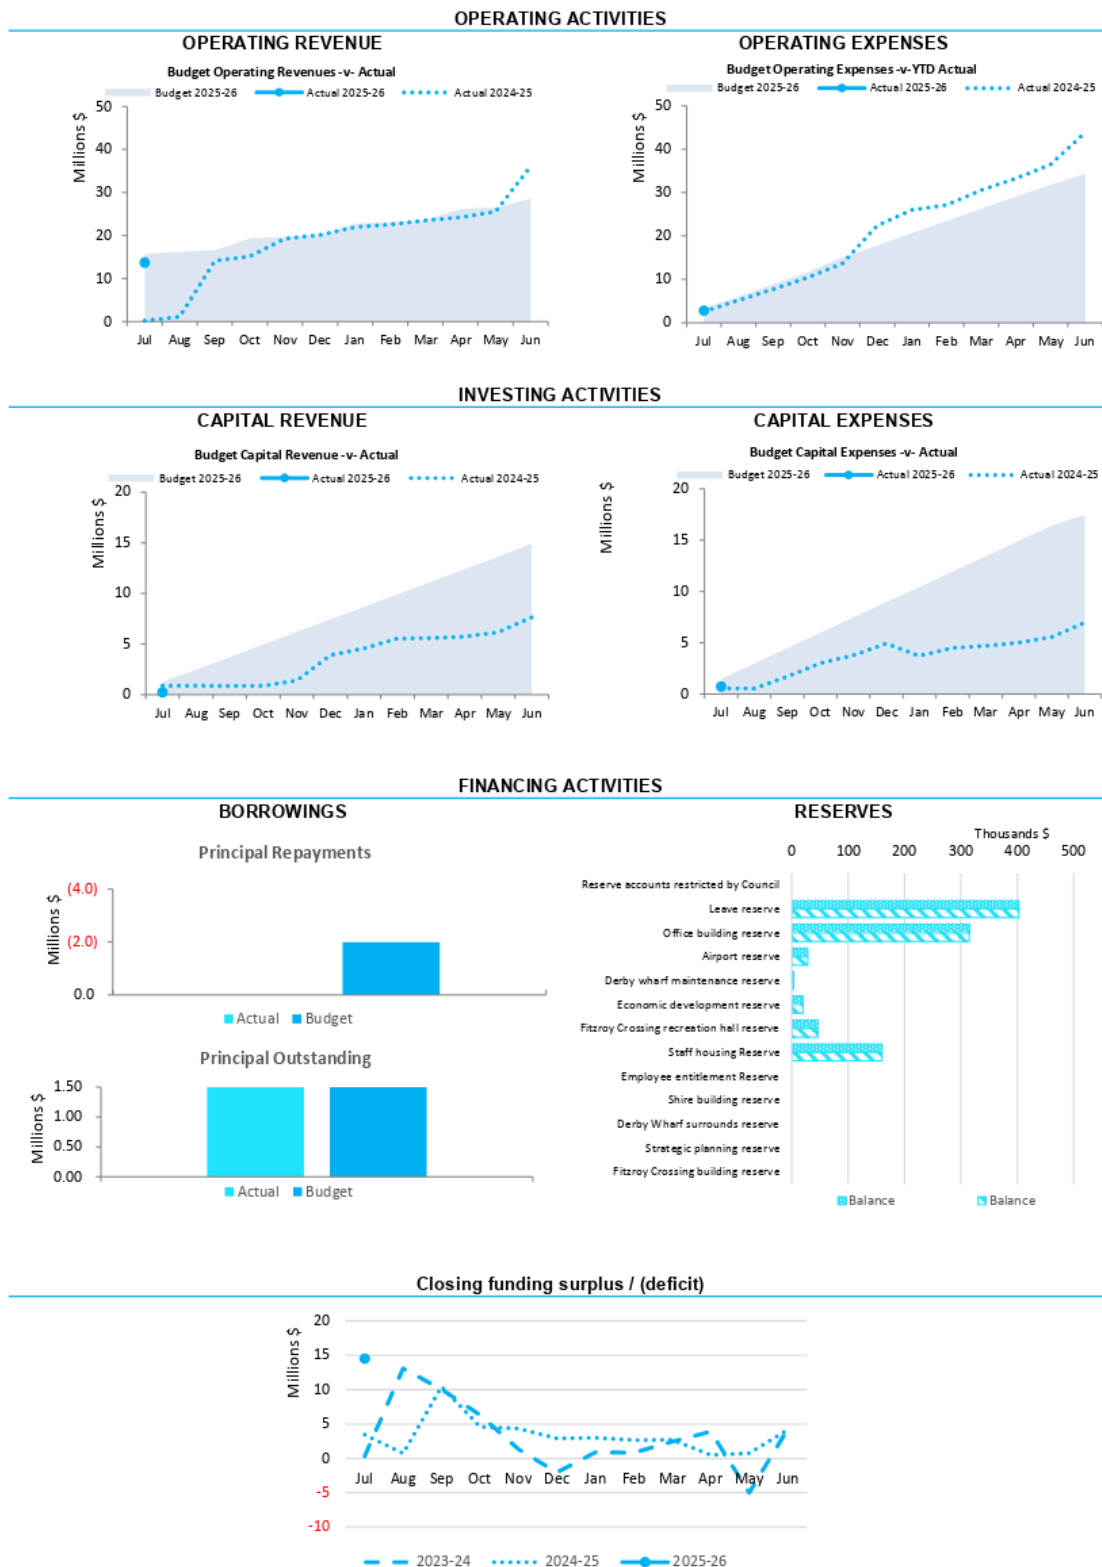 OPERATING ACTIVITIES
OPERATING REVENUE
Budget Operating Revenues -v- Actual
Budget 2025-26 Actual 2025-26 Actual 2024-25
Millions $
50
40
30
20
10
0
Jul Aug Sep Oct Nov Dec Jan Feb Mar Apr May Jun
OPERATING EXPENSES
Budget Operating Expenses -v-YTD Actual
Budget 2025-26 Actual 2025-26 Actual 2024-25
Millions $
50
40
30
20
10
0
Jul Aug Sep Oct Nov Dec Jan Feb Mar Apr May Jun
INVESTING ACTIVITIES
CAPITAL REVENUE
Budget Capital Revenue -v- Actual
Budget 2025-26 Actual 2025-26 Actual 2024-25
Millions $
20
15
10
5
0
Jul Aug Sep Oct Nov Dec Jan Feb Mar Apr May Jun
CAPITAL EXPENSES
Budget Capital Expenses -v- Actual
Budget 2025-26 Actual 2025-26 Actual 2024-25
Millions $
20
15
10
5
0
Jul Aug Sep Oct Nov Dec Jan Feb Mar Apr May Jun
FINANCING ACTIVITIES
BORROWINGS
Principal Repayments
Millions $
(4.0)
(2.0)
0.0
Actual Budget
Principal Outstanding
Millions $
1.50
1.00
0.50
0.00
Actual Budget
RESERVES
Thousands $
0 100 200 300 400 500
Reserve accounts restricted by Council
Leave reserve
Office building reserve
Airport reserve
Derby wharf maintenance reserve
Economic development reserve
Fitzroy Crossing recreation hall reserve
Staff housing Reserve
Employee entitlement Reserve
Shire building reserve
Derby Wharf surrounds reserve
Strategic planning reserve
Fitzroy Crossing building reserve
Balance Balance
Closing funding surplus / (deficit)
Millions $
20
15
10
5
0
-5
-10
Jul Aug Sep Oct Nov Dec Jan Feb Mar Apr May Jun
2023-24 2024-25 2025-26